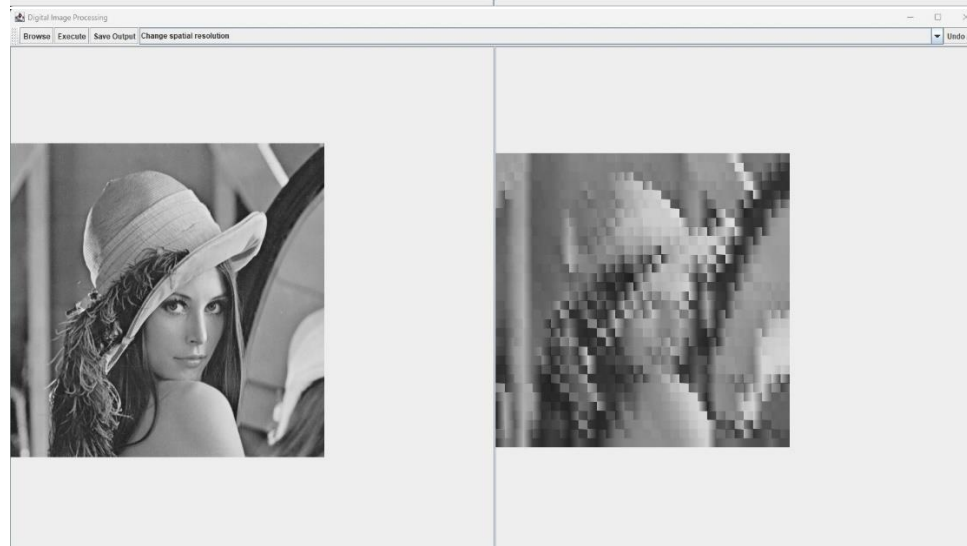 Digital Image Processing
Browse Execute Save Output Change spatial resolution Undo